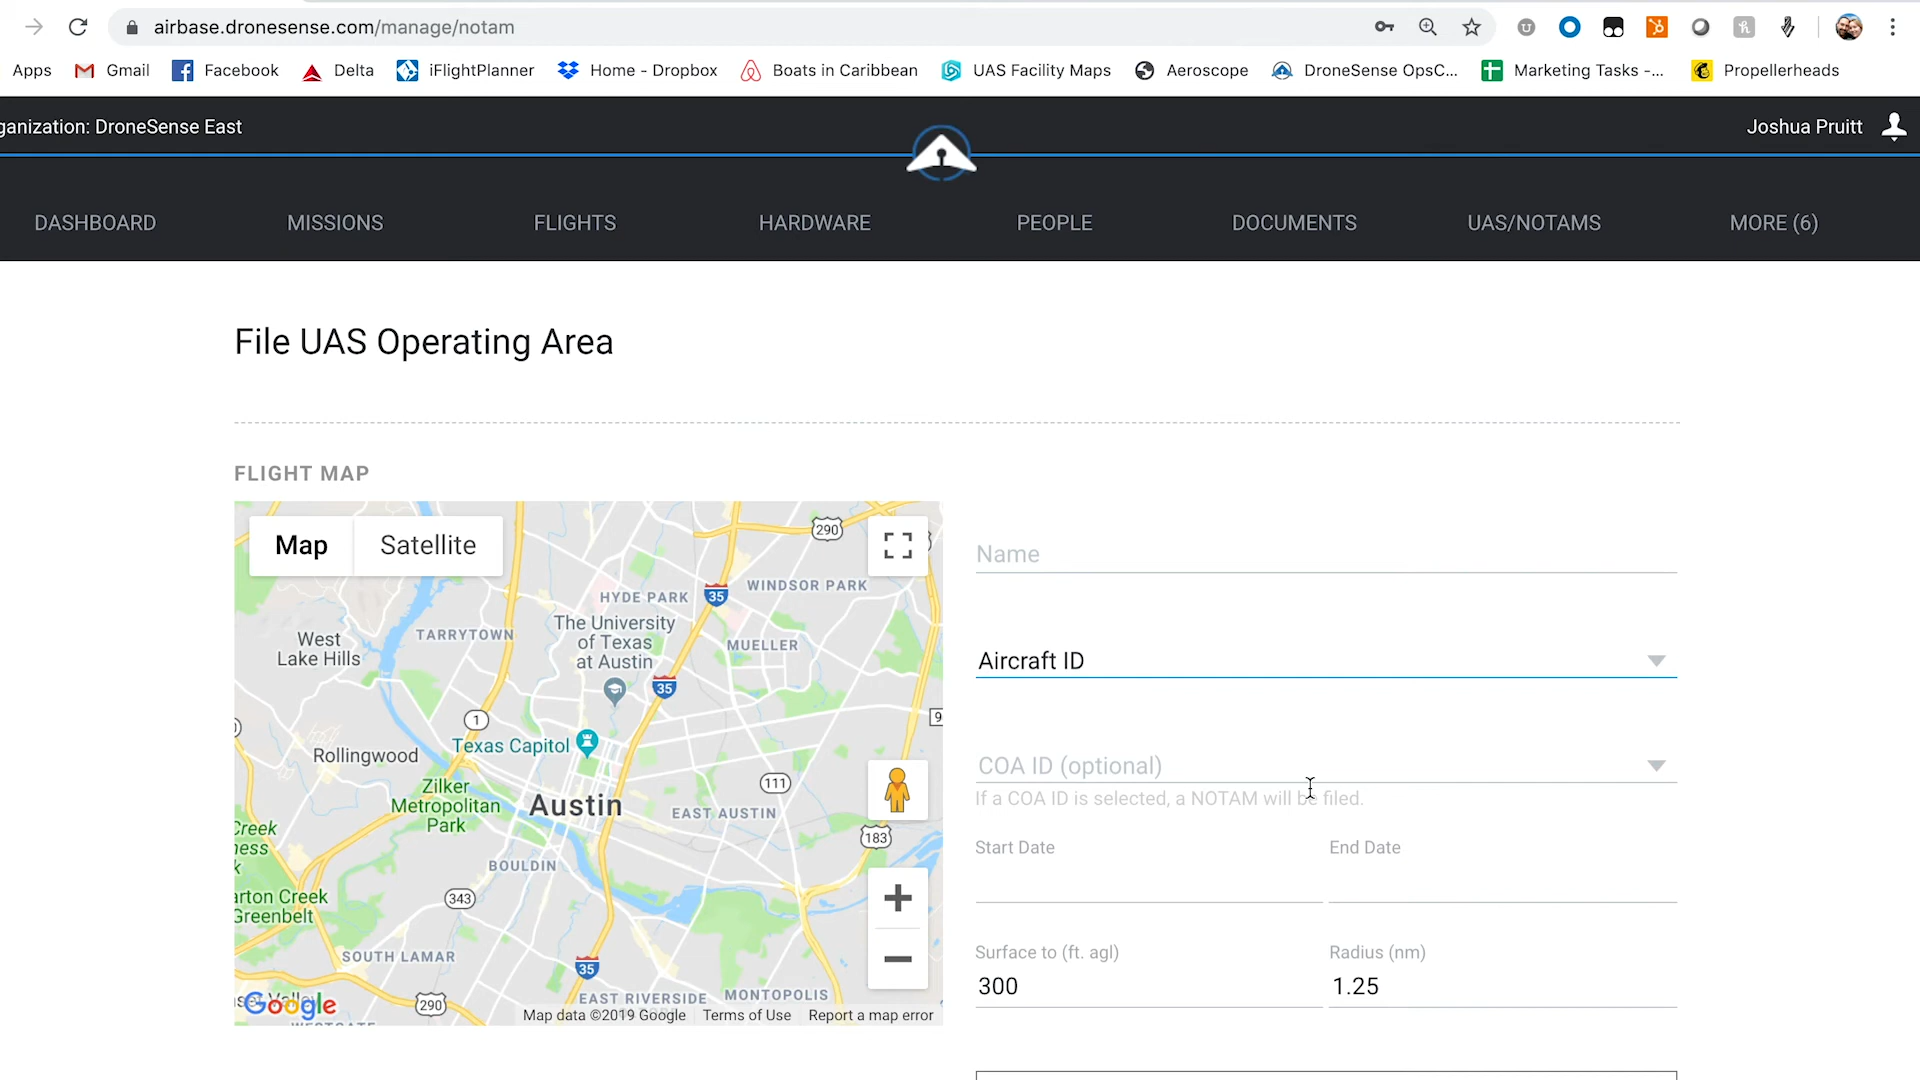 airbase.dronesense.com/manage/notam
Apps
Gmail
Facebook
Delta
iFlightPlanner
Home - Dropbox
Boats in Caribbean
UAS Facility Maps
Aeroscope
DroneSense OpsC...
Marketing Tasks -...
Propellerheads
ganization: DroneSense East
Joshua Pruitt
DASHBOARD
MISSIONS
FLIGHTS
HARDWARE
PEOPLE
DOCUMENTS
UAS/NOTAMS
MORE (6)
File UAS Operating Area
FLIGHT MAP
Map
Satellite
290
HYDE PARK
35
WINDSOR PARK
West
Lake Hills
TARRYTOWN
The University
of Texas
at Austin
MUELLER
35
1
9
Rollingwood
Texas Capitol
111
Zilker
Metropolitan
Park
Austin
EAST AUSTIN
183
Creek
ness
k
BOULDIN
arton Creek
Greenbelt
343
SOUTH LAMAR
35
EAST RIVERSIDE
MONTOPOLIS
290
Google
Map data ©2019 Google
Terms of Use
Report a map error
Name
Aircraft ID
COA ID (optional)
If a COA ID is selected, a NOTAM will be filed.
Start Date
End Date
Surface to (ft. agl)
300
Radius (nm)
1.25